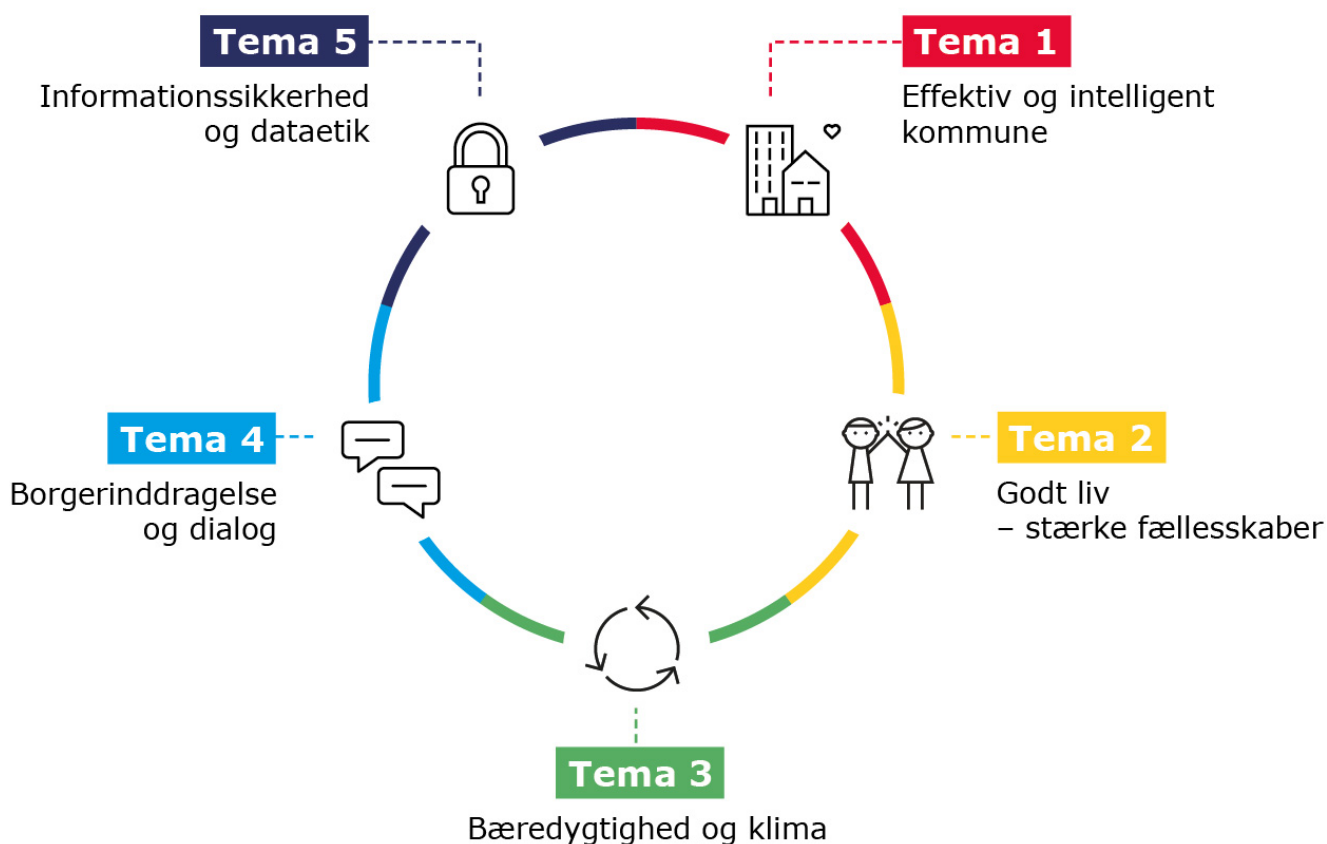 Tema 1
Effektiv og intelligent
kommune
Tema 2
Godt liv
– stærke fællesskaber
Tema 3
Bæredygtighed og klima
Tema 4
Borgerinddragelse
og dialog
Tema 5
Informationssikkerhed
og dataetik